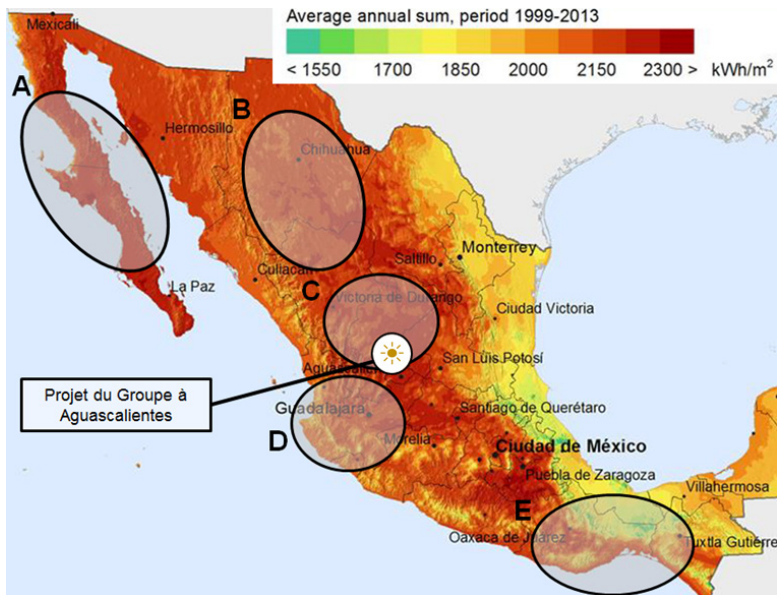 Average annual sum, period 1999-2013
< 1550 1700 1850 2000 2150 2300 > kWh/m²
Mexicali
A
B
Hermosillo
Chihuahua
Monterrey
Saltillo
Culiacán
La Paz
C
Victoria de Durango
Ciudad Victoria
Aguascalien
San Luis Potosí
Projet du Groupe à
Aguascalientes
Guadalajara
Santiago de Querétaro
D
Morelia
Ciudad de México
Puebla de Zaragoza
Villahermosa
E
Oaxaca de Juárez
Tuxtla Gutiérre